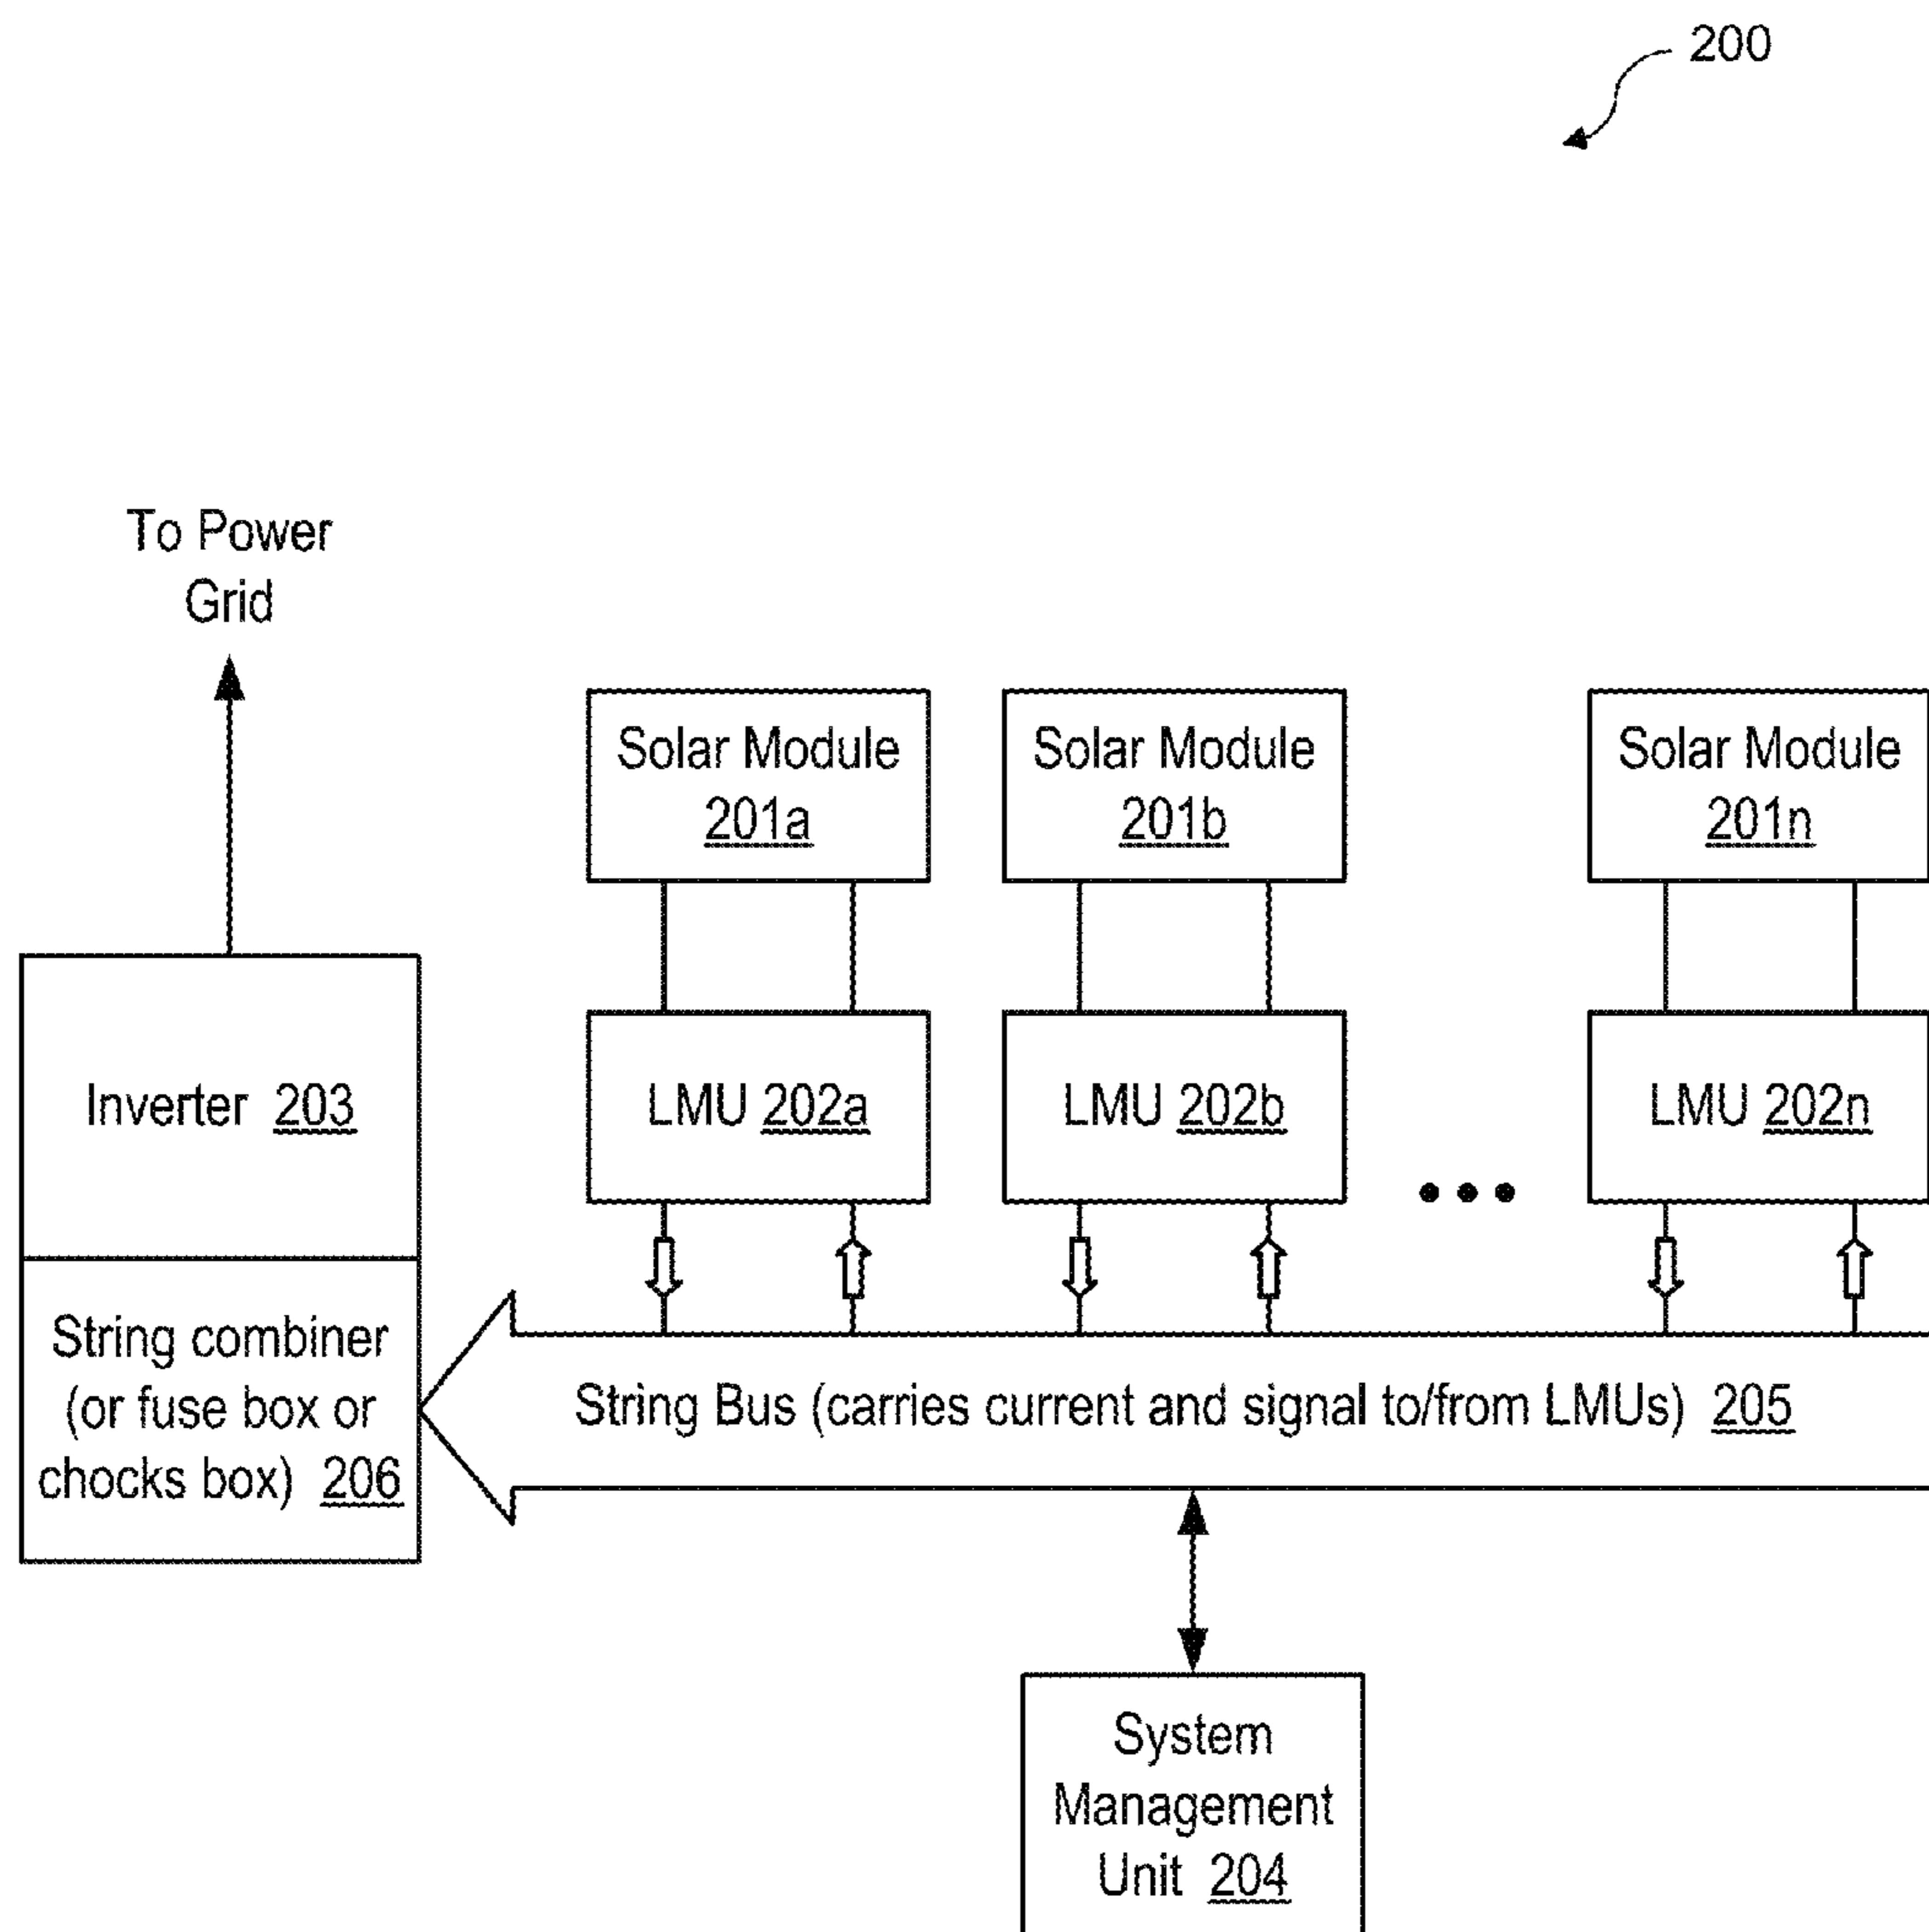 200
To Power
Grid
Solar Module
201a
Solar Module
201b
Solar Module
201n
Inverter 203
LMU 202a
LMU 202b
LMU 202n
String combiner
(or fuse box or
chocks box) 206
String Bus (carries current and signal to/from LMUs) 205
System
Management
Unit 204